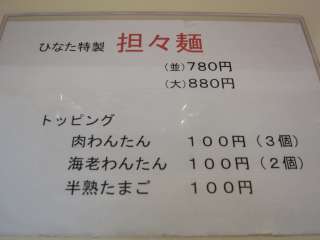 ひなた特製 担々麺
(並)780円
(大)880円
トッピング
肉わんたん 100円(3個)
海老わんたん 100円(2個)
半熟たまご 100円